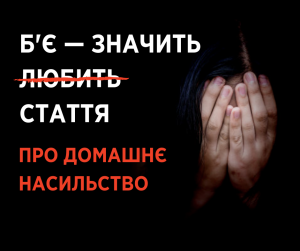 Б'Є — ЗНАЧИТЬ
ЛЮБИТЬ
СТАТТЯ
ПРО ДОМАШНЄ
НАСИЛЬСТВО